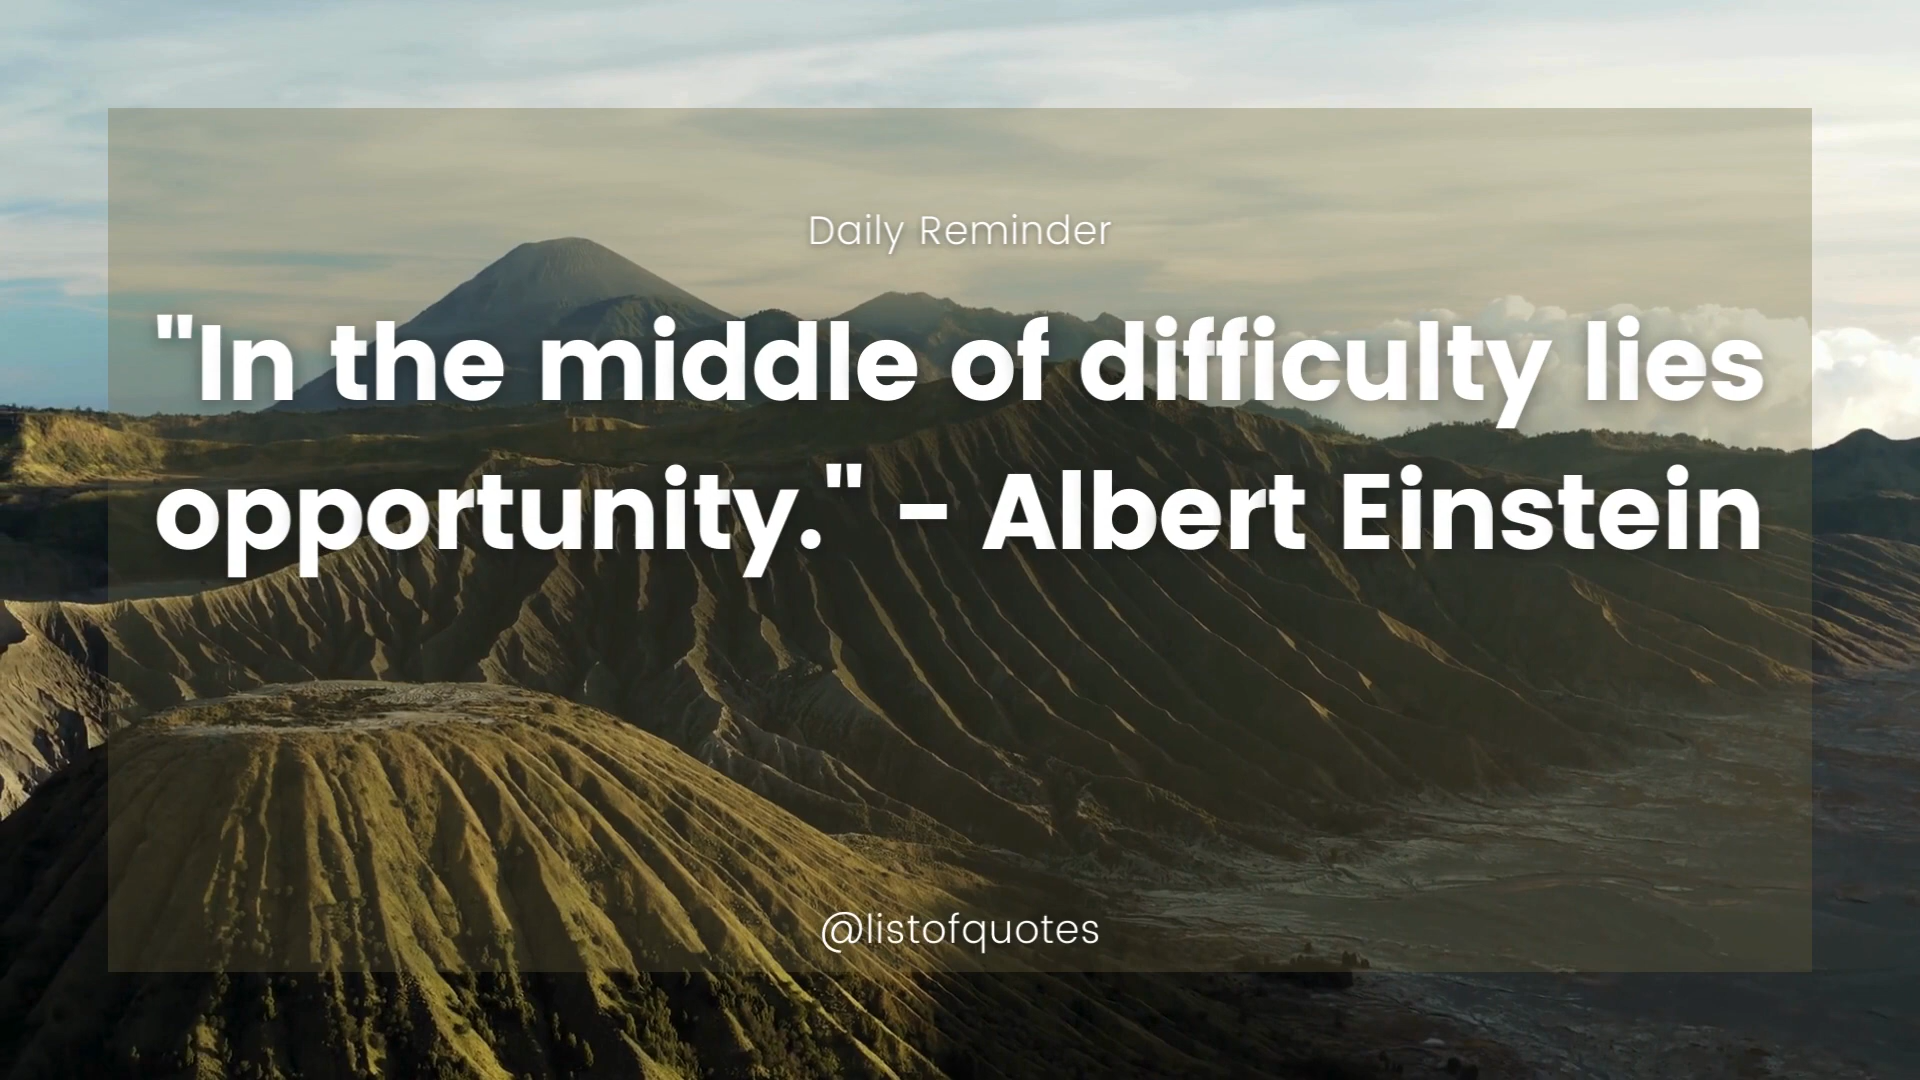 Daily Reminder
"In the middle of difficulty lies
opportunity." - Albert Einstein
@listofquotes